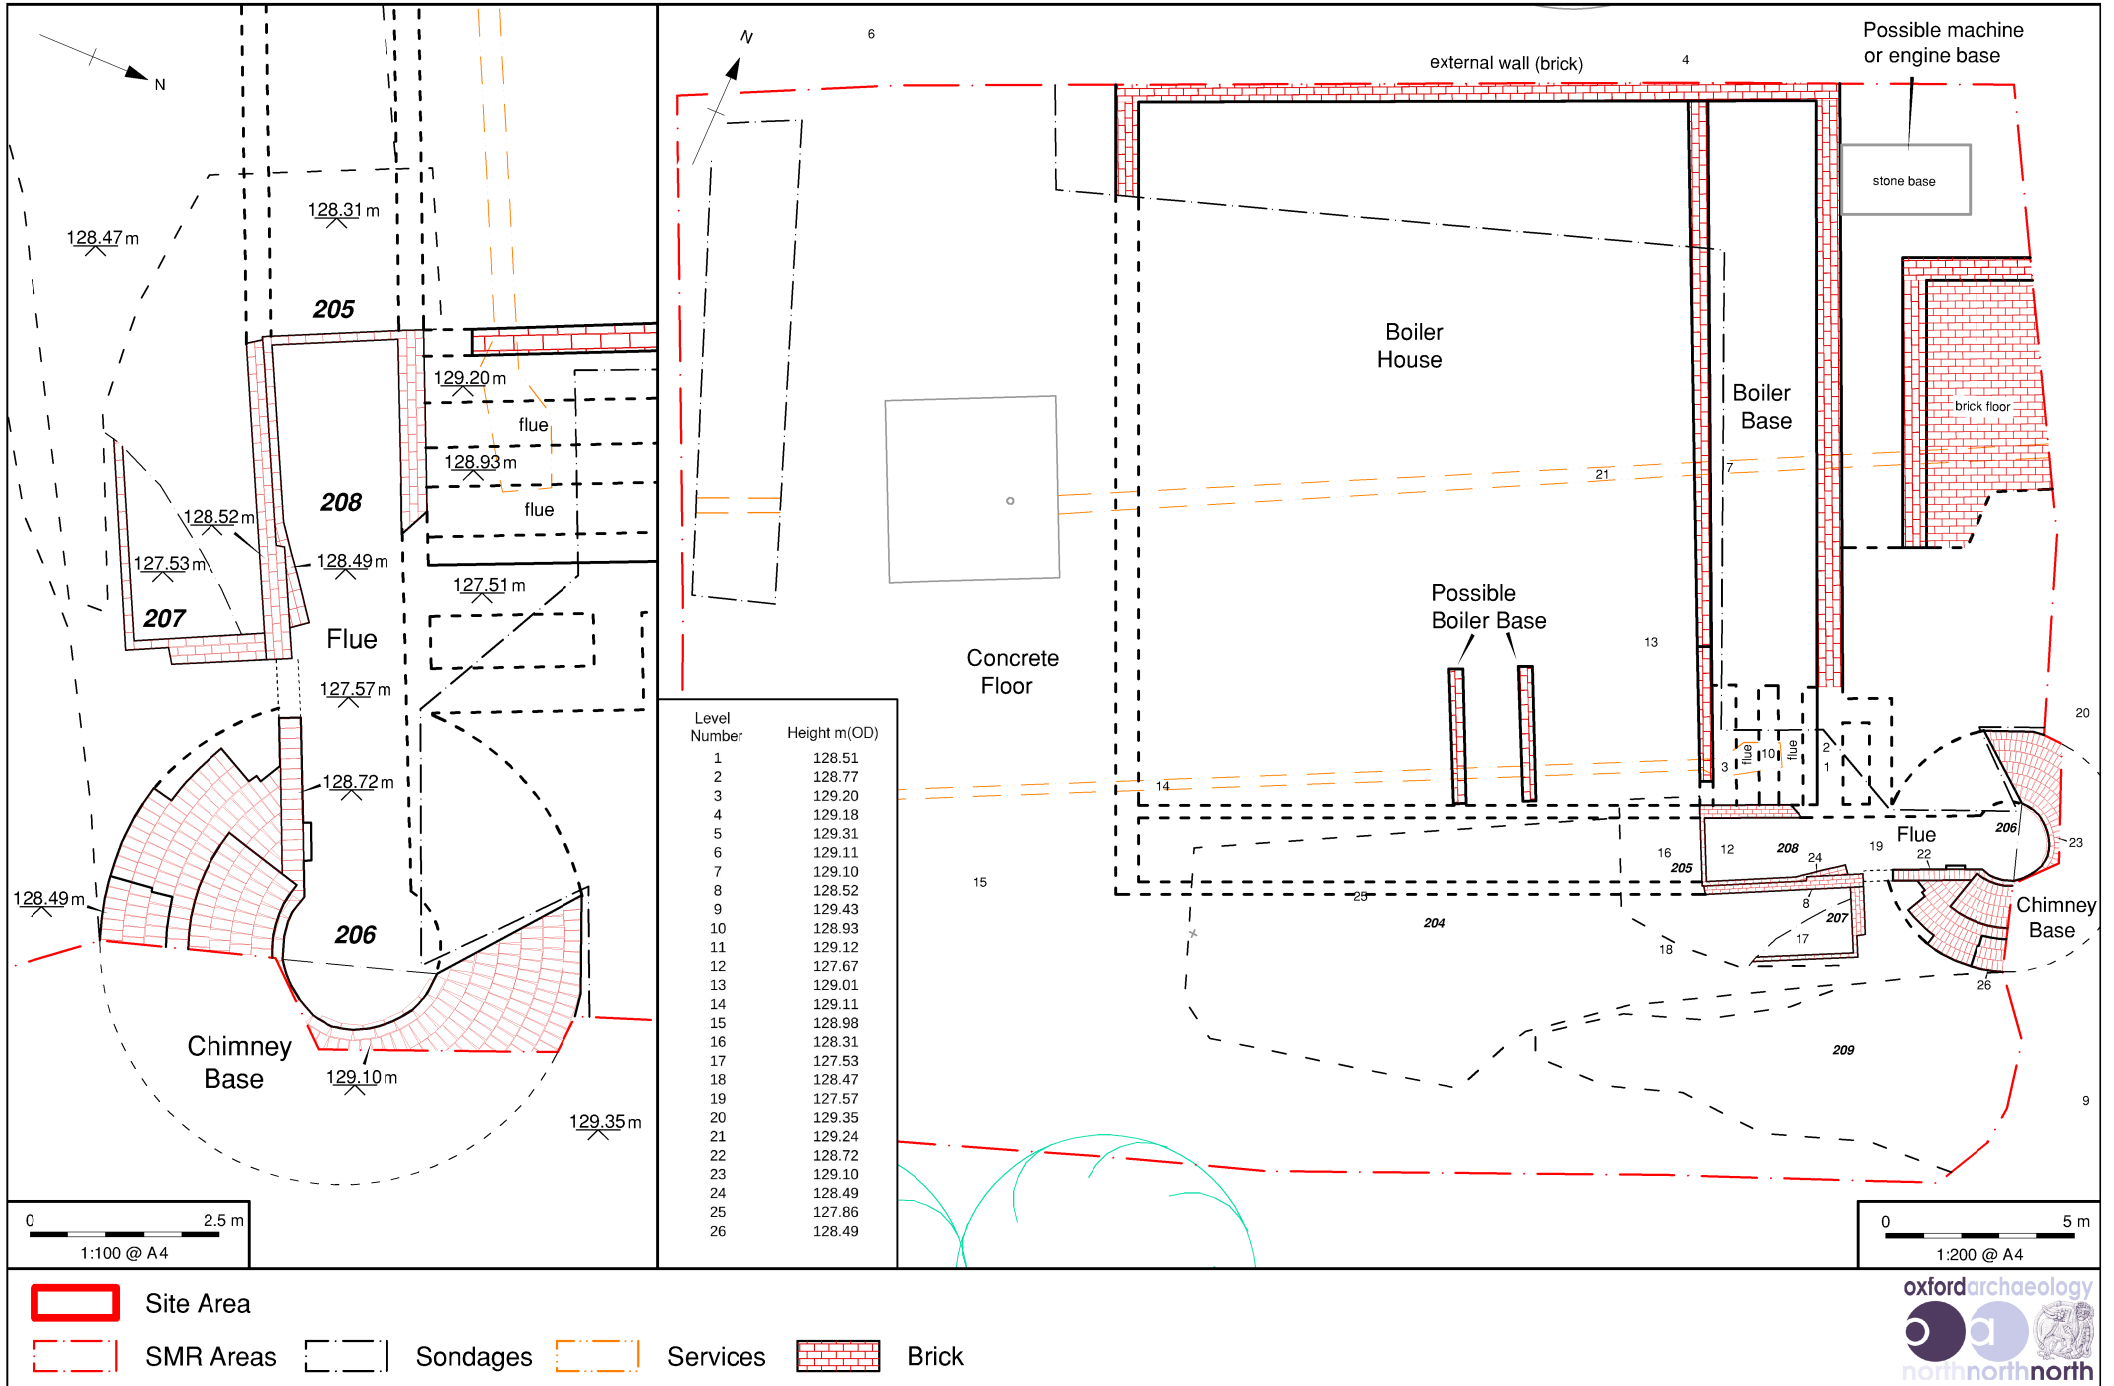 N
128.31 m
128.47 m
205
129.20 m
flue
128.93 m
208
flue
128.52 m
128.49 m
127.53 m
127.51 m
207
Flue
127.57 m
128.72 m
128.49 m
206
Chimney
Base
129.10 m
129.35 m
0 2.5 m
1:100 @ A4
N
6
external wall (brick)
4
Possible machine
or engine base
stone base
Boiler
House
Boiler
Base
brick floor
21
7
Possible
Boiler Base
13
Concrete
Floor
20
flue
10
flue
2
3
1
14
Flue
206
16
12
208
19
23
205
24
22
15
25
8
204
207
Chimney
Base
18
17
26
209
9
Level
Number
Height m(OD)
1 128.51
2 128.77
3 129.20
4 129.18
5 129.31
6 129.11
7 129.10
8 128.52
9 129.43
10 128.93
11 129.12
12 127.67
13 129.01
14 129.11
15 128.98
16 128.31
17 127.53
18 128.47
19 127.57
20 129.35
21 129.24
22 128.72
23 129.10
24 128.49
25 127.86
26 128.49
0 5 m
1:200 @ A4
Site Area
SMR Areas
Sondages
Services
Brick
oxfordarchaeology
o a
northnorthnorth